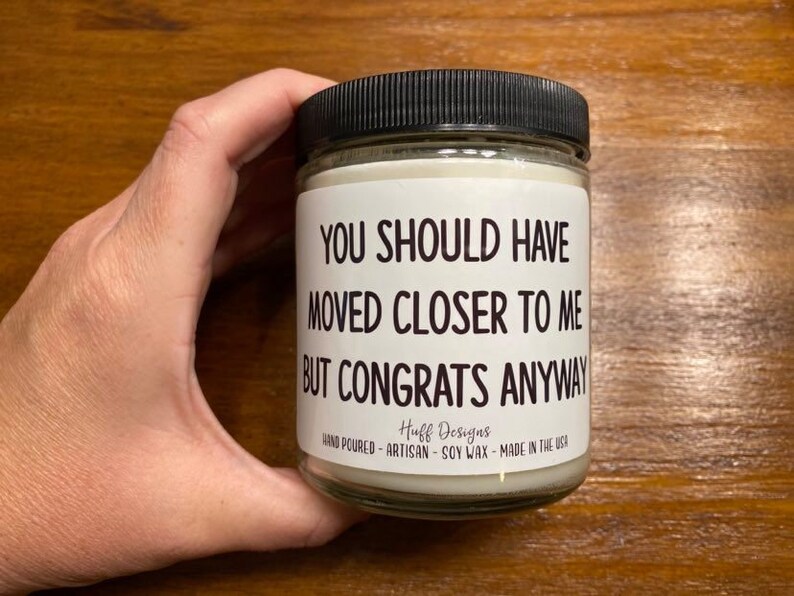 YOU SHOULD HAVE
MOVED CLOSER TO ME
BUT CONGRATS ANYWAY
Huff Designs
HAND POURED - ARTISAN - SOY WAX - MADE IN THE USA